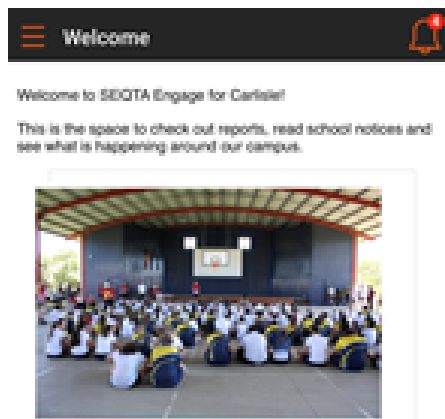 Welcome
4
Welcome to SEQTA Engage for Carlisle!
This is the space to check out reports, read school notices and
see what is happening around our campus.